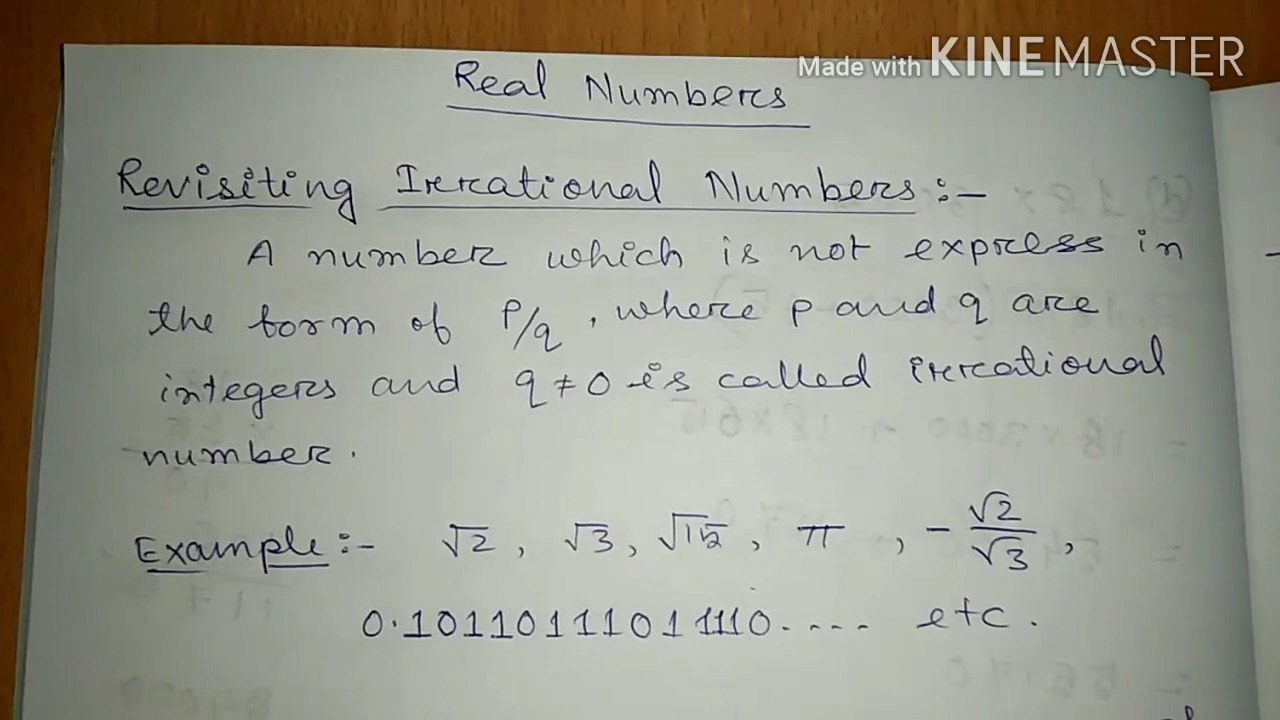 Made with KINEMASTER
Real Numbers
Revisiting Irrational Numbers :-
A number which is not express in
the form of P/q, where p and q are
integers and q ≠ 0 is called irrational
number.
Example :- √2, √3, √15, π, -√2/√3,
0.10110111011110.... etc.